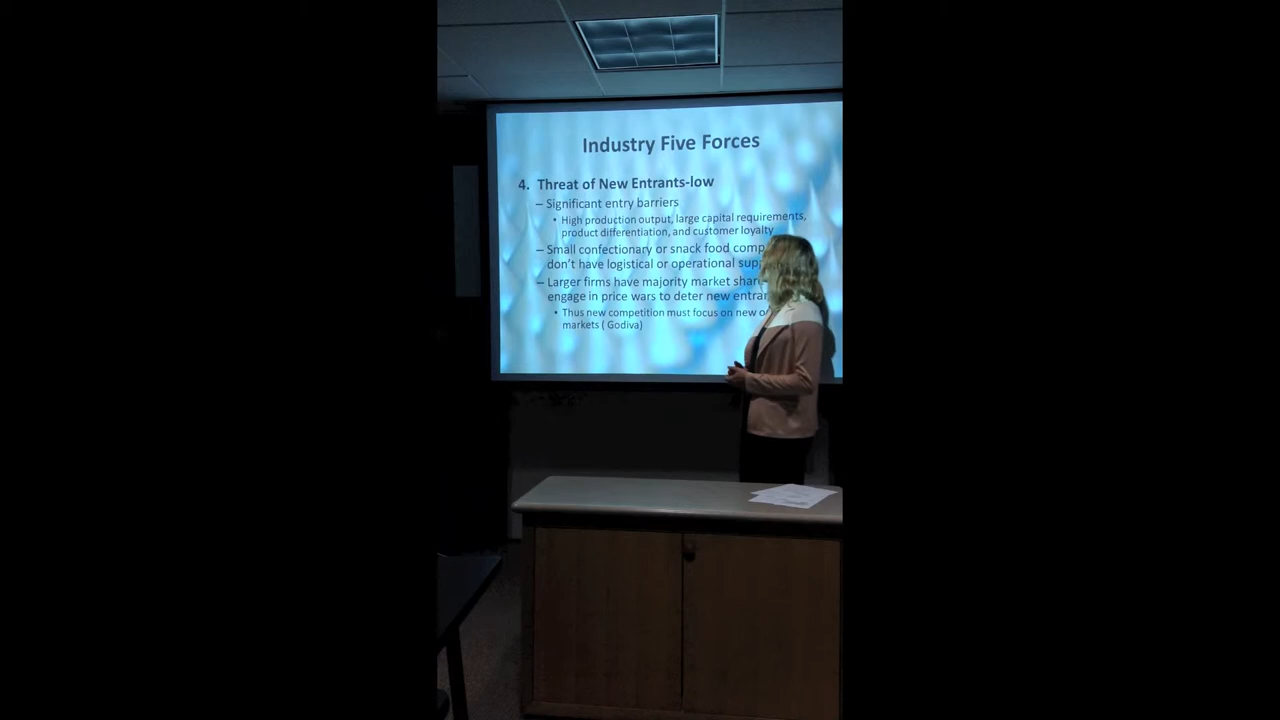 Industry Five Forces
4. Threat of New Entrants-low
– Significant entry barriers
• High production output, large capital requirements,
product differentiation, and customer loyalty
– Small confectionary or snack food
don't have logistical or operational
– Larger firms have majority market
engage in price wars to deter new
• Thus new competition must focus on new
markets ( Godiva)